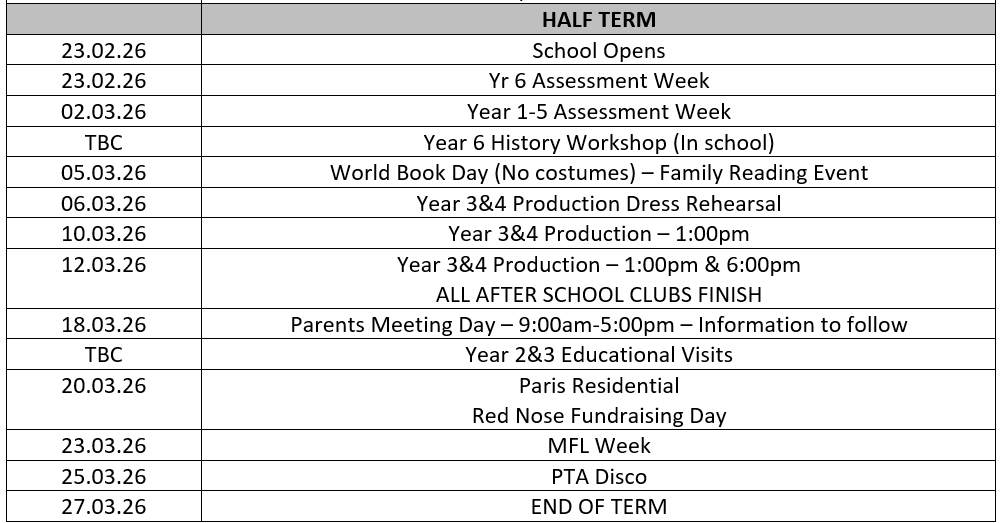 HALF TERM
23.02.26 School Opens
23.02.26 Yr 6 Assessment Week
02.03.26 Year 1-5 Assessment Week
TBC Year 6 History Workshop (In school)
05.03.26 World Book Day (No costumes) – Family Reading Event
06.03.26 Year 3&4 Production Dress Rehearsal
10.03.26 Year 3&4 Production – 1:00pm
12.03.26 Year 3&4 Production – 1:00pm & 6:00pm
ALL AFTER SCHOOL CLUBS FINISH
18.03.26 Parents Meeting Day – 9:00am-5:00pm – Information to follow
TBC Year 2&3 Educational Visits
20.03.26 Paris Residential
Red Nose Fundraising Day
23.03.26 MFL Week
25.03.26 PTA Disco
27.03.26 END OF TERM